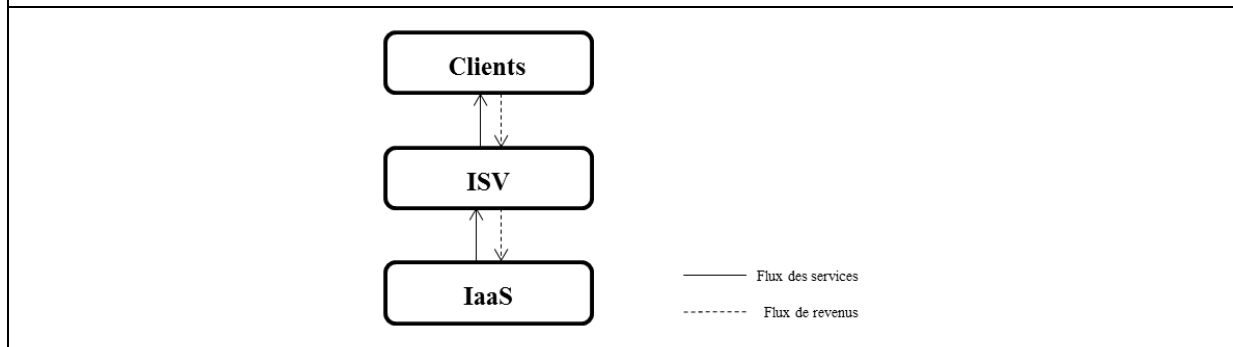 Clients
ISV
IaaS
Flux des services
Flux de revenus